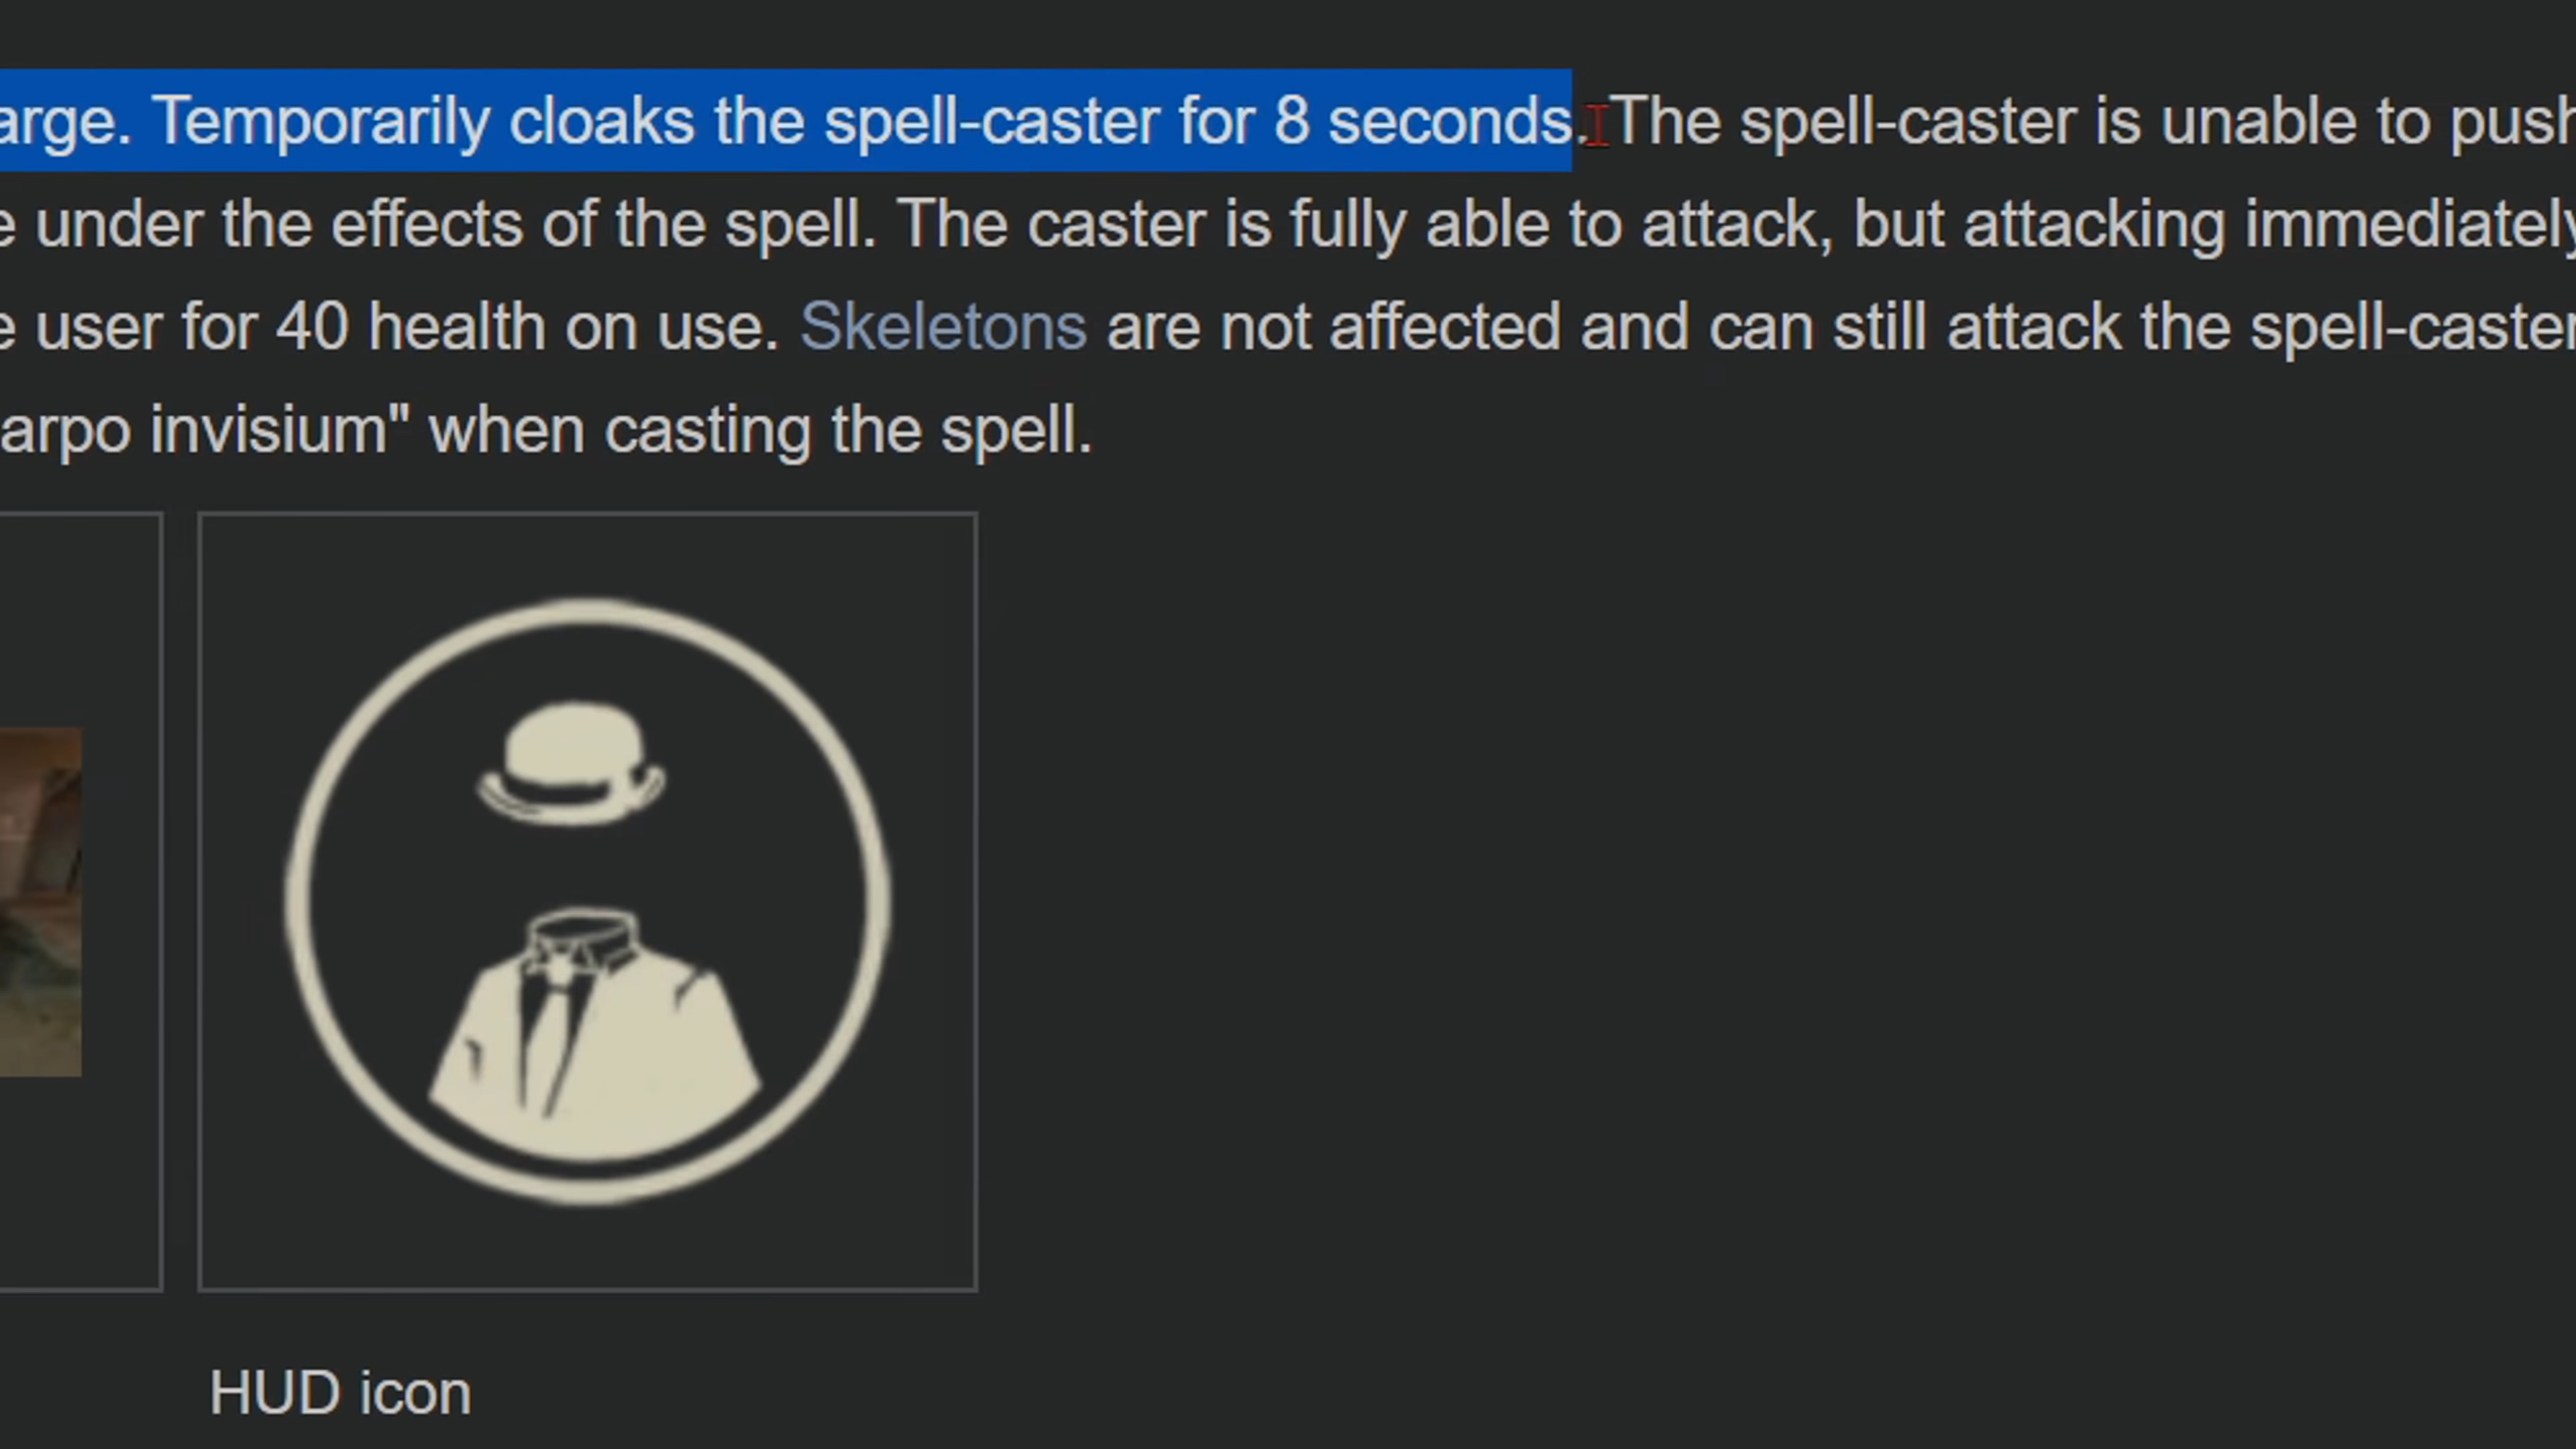 arge. Temporarily cloaks the spell-caster for 8 seconds. The spell-caster is unable to push
e under the effects of the spell. The caster is fully able to attack, but attacking immediately
e user for 40 health on use. Skeletons are not affected and can still attack the spell-caster
arpo invisium" when casting the spell.
HUD icon